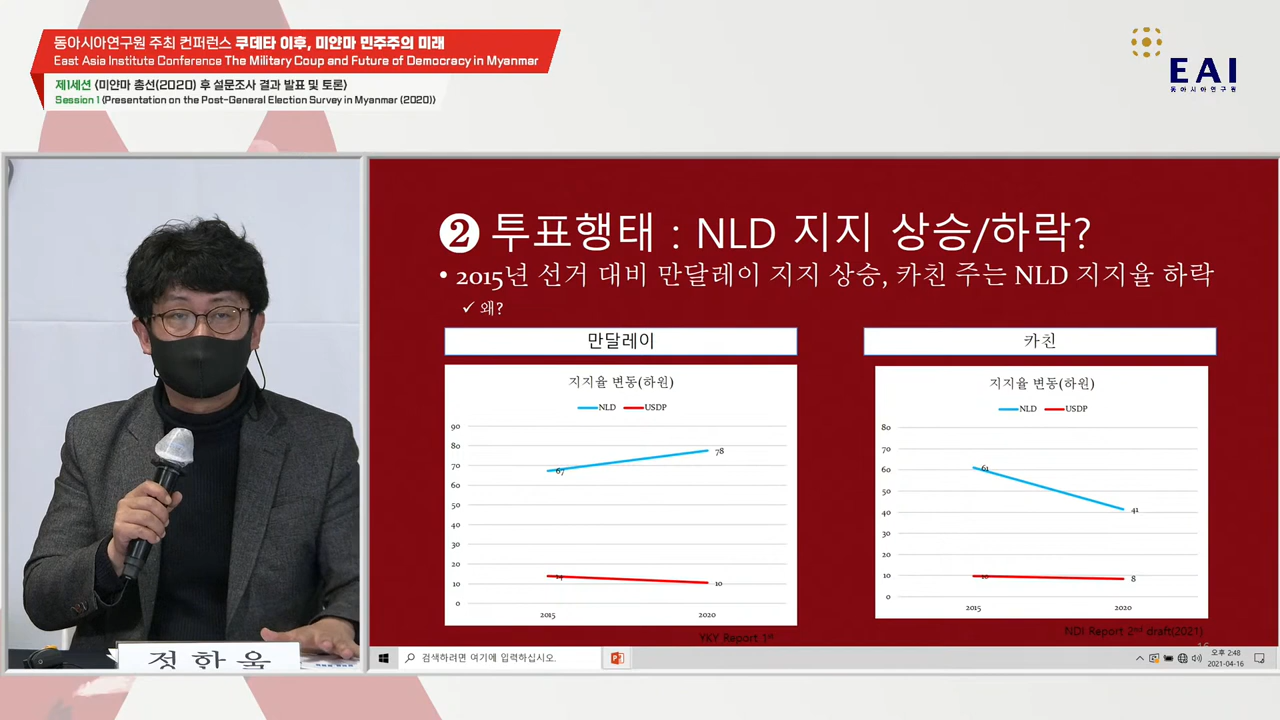 동아시아연구원 주최 컨퍼런스 쿠데타 이후, 미얀마 민주주의 미래
East Asia Institute Conference The Military Coup and Future of Democracy in Myanmar
제1세션 〈미얀마 총선(2020) 후 설문조사 결과 발표 및 토론〉
Session 1 (Presentation on the Post-General Election Survey in Myanmar (2020))
EAI
동아시아연구원
❷ 투표행태 : NLD 지지 상승/하락?
• 2015년 선거 대비 만달레이 지지 상승, 카친 주는 NLD 지지율 하락
✓ 왜?
만달레이
지지율 변동(하원)
NLD USDP
90
80
70
60
50
40
30
20
10
0
67
78
14
10
2015 2020
YKY Report 1st
카친
지지율 변동(하원)
NLD USDP
80
70
60
50
40
30
20
10
0
61
41
10
8
2015 2020
NDI Report 2nd draft(2021)
정한울
검색하려면 여기에 입력하십시오.
오후 2:48
2021-04-16